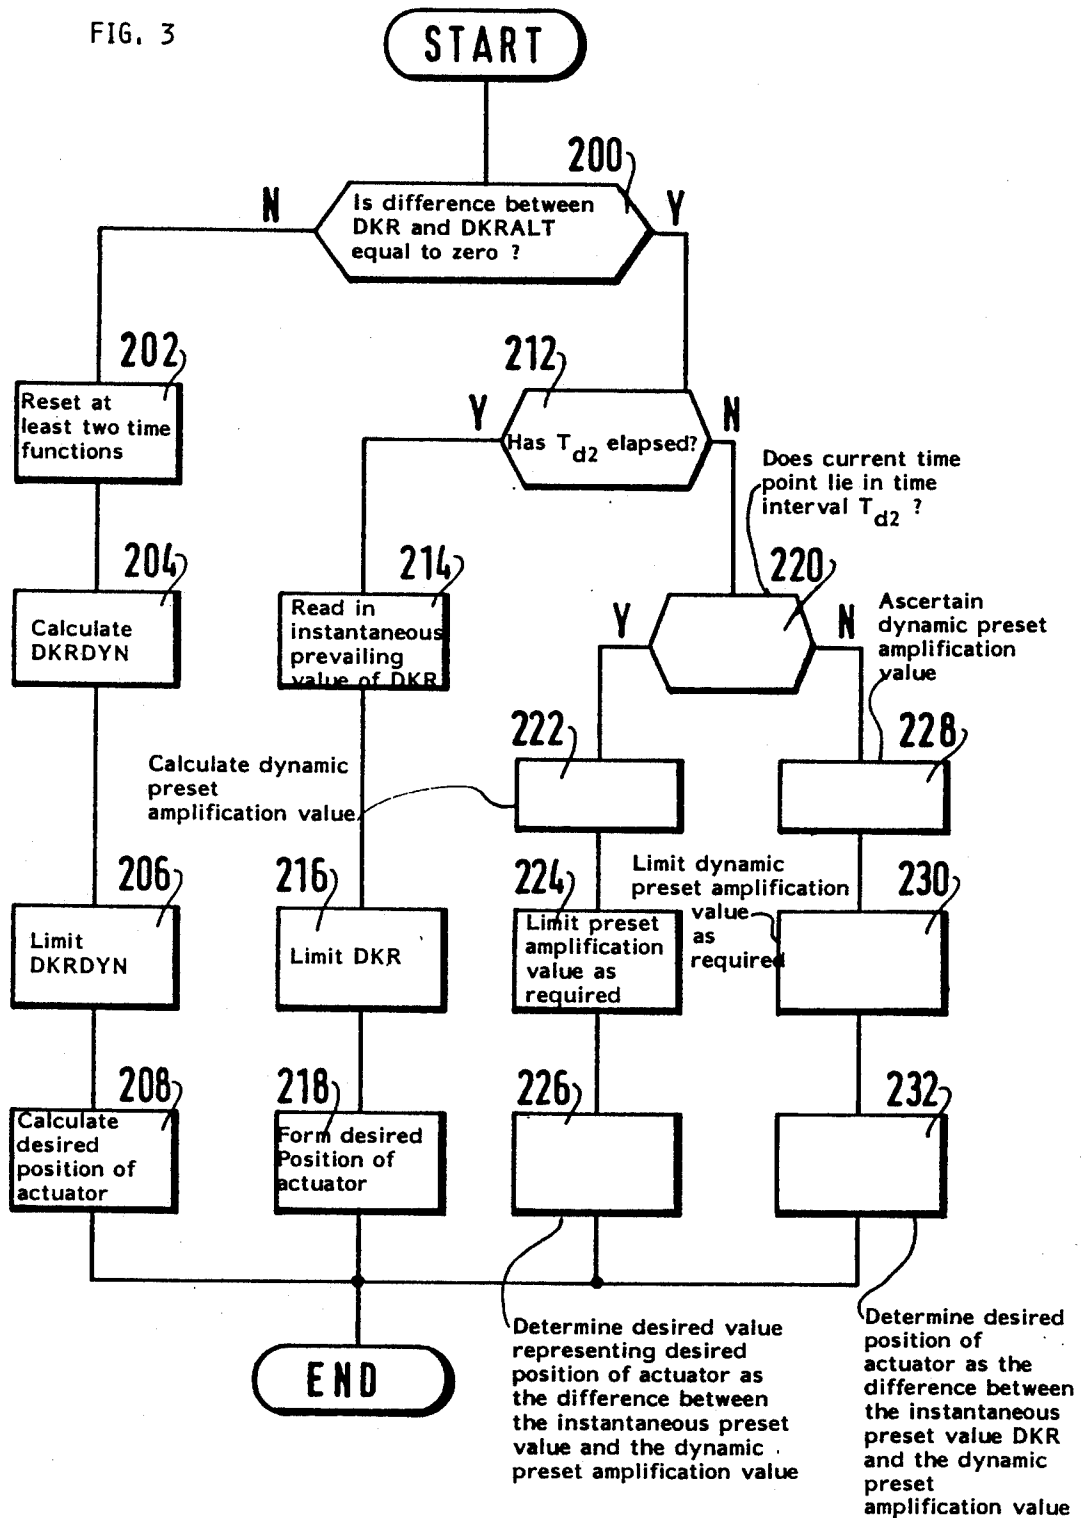 FIG. 3
START
200
N
Y
Is difference between
DKR and DKRALT
equal to zero ?
202
Reset at
least two time
functions
212
Y
N
Has Td2 elapsed?
Does current time
point lie in time
interval Td2 ?
204
Calculate
DKRDYN
214
Read in
instantaneous
prevailing
value of DKR
220
Y
N
Ascertain
dynamic preset
amplification
value
222
228
Calculate dynamic
preset
amplification value
206
Limit
DKRDYN
216
Limit DKR
224
Limit preset
amplification
value as
required
Limit dynamic
preset amplification
value
as
required
230
208
Calculate
desired
position of
actuator
218
Form desired
Position of
actuator
226
232
END
Determine desired value
representing desired
position of actuator as
the difference between
the instantaneous preset
value and the dynamic
preset amplification value
Determine desired
position of
actuator as the
difference between
the instantaneous
preset value DKR
and the dynamic
preset
amplification value